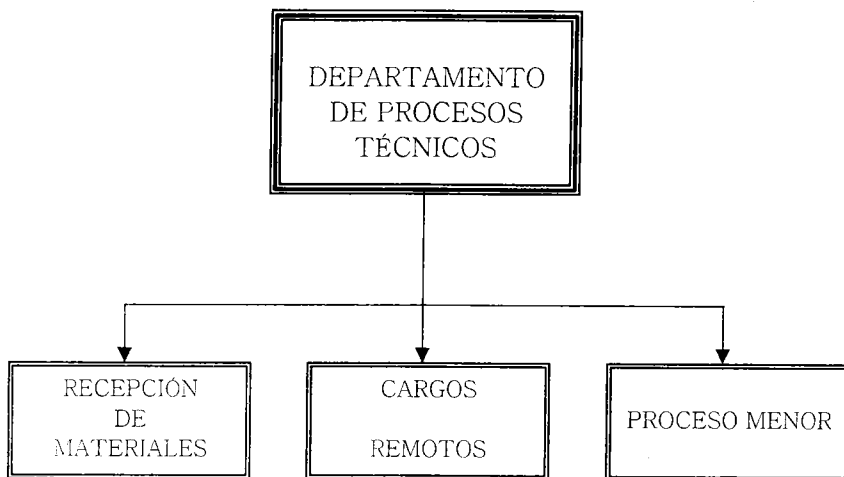 DEPARTAMENTO
DE PROCESOS
TÉCNICOS
RECEPCIÓN
DE
MATERIALES
CARGOS
REMOTOS
PROCESO MENOR